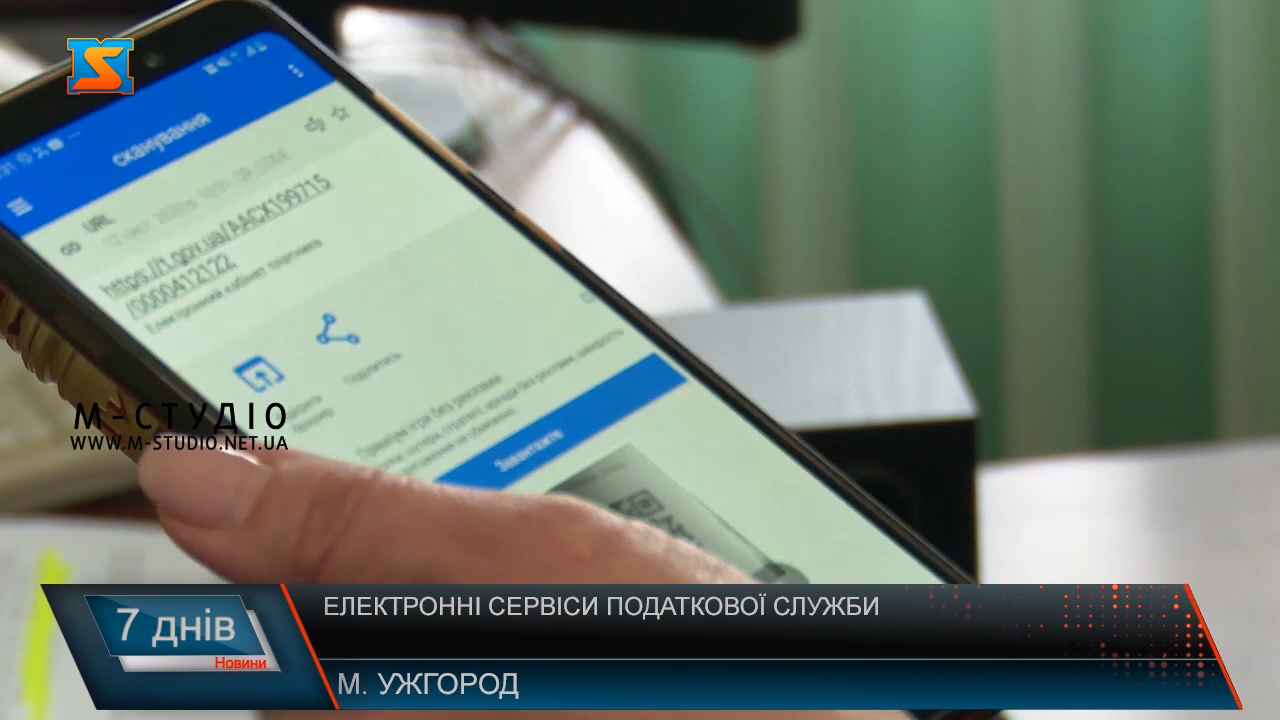 сканування
URL
https://t.gov.ua/AACX199715
/0000412122
Електронний кабінет платника
Поділитись
Завантажте
М-СТУДІО
WWW.M-STUDIO.NET.UA
7 днів
Новини
ЕЛЕКТРОННІ СЕРВІСИ ПОДАТКОВОЇ СЛУЖБИ
М. УЖГОРОД